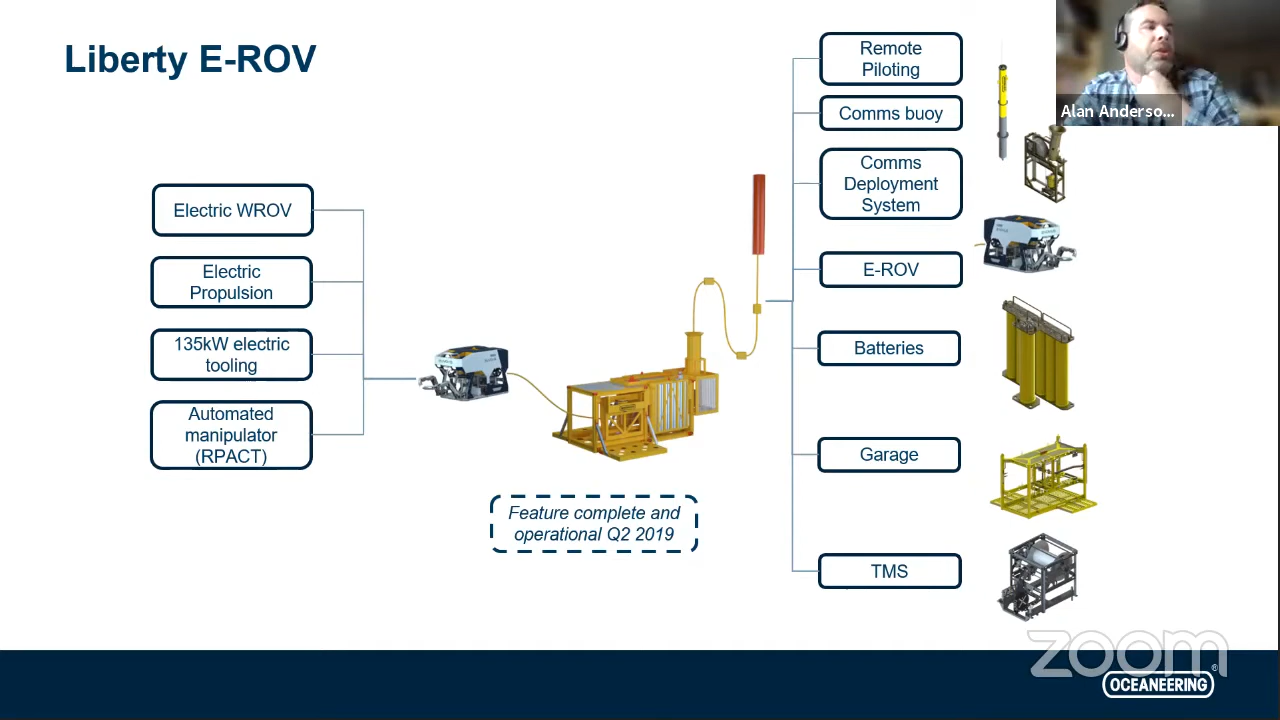 Liberty E-ROV
Electric WROV
Electric
Propulsion
135kW electric
tooling
Automated
manipulator
(RPACT)
Feature complete and
operational Q2 2019
Remote
Piloting
Comms buoy
Comms
Deployment
System
E-ROV
Batteries
Garage
TMS
Alan Anderso...
zoom
OCEANEERING®